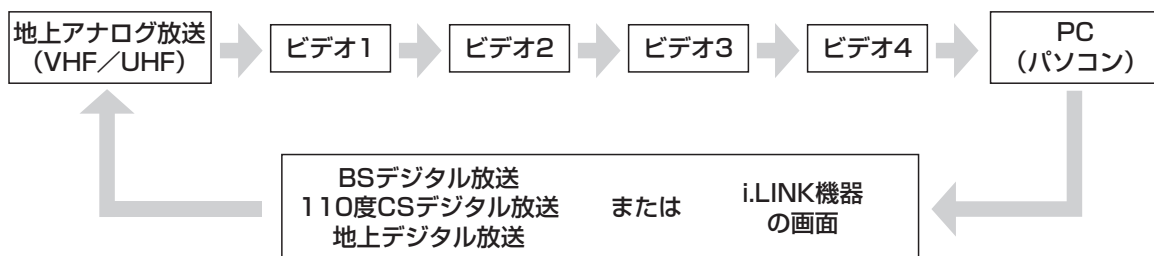 地上アナログ放送
(VHF／UHF)
ビデオ1
ビデオ2
ビデオ3
ビデオ4
PC
(パソコン)
BSデジタル放送
110度CSデジタル放送
地上デジタル放送
または
i.LINK機器
の画面